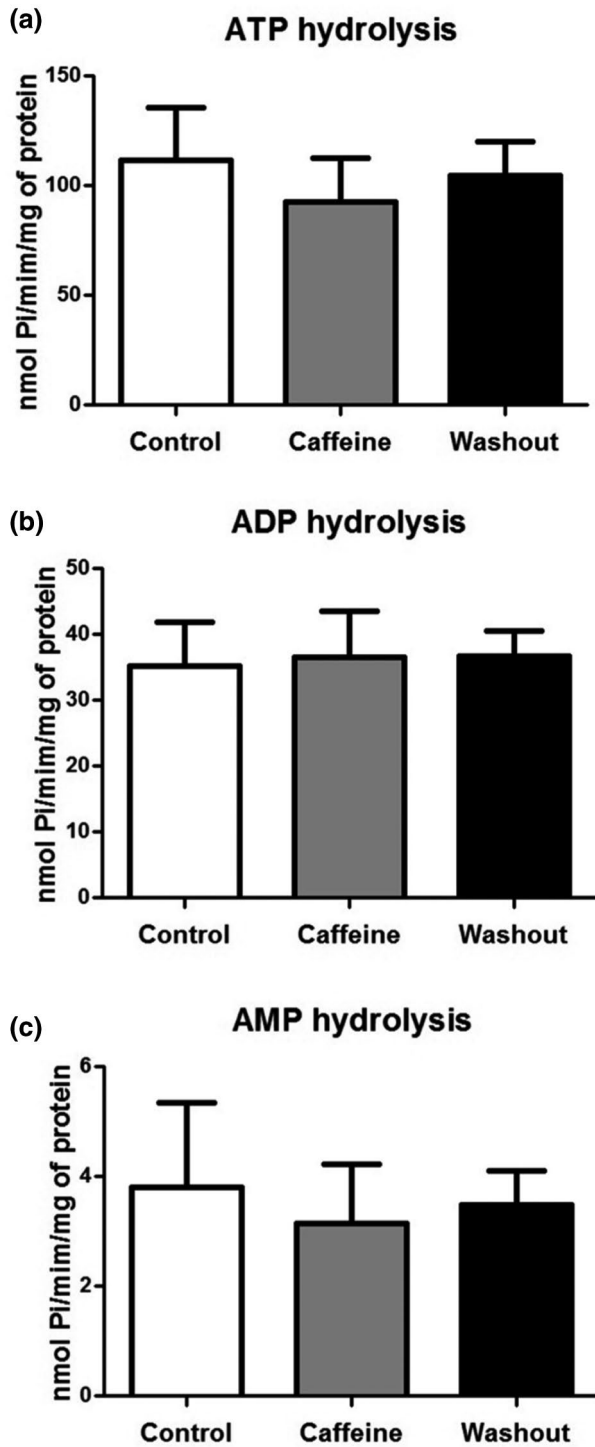 (a)
ATP hydrolysis
nmol Pi/mim/mg of protein
150
100
50
0
Control Caffeine Washout
(b)
ADP hydrolysis
nmol Pi/mim/mg of protein
50
40
30
20
10
0
Control Caffeine Washout
(c)
AMP hydrolysis
nmol Pi/mim/mg of protein
6
4
2
0
Control Caffeine Washout